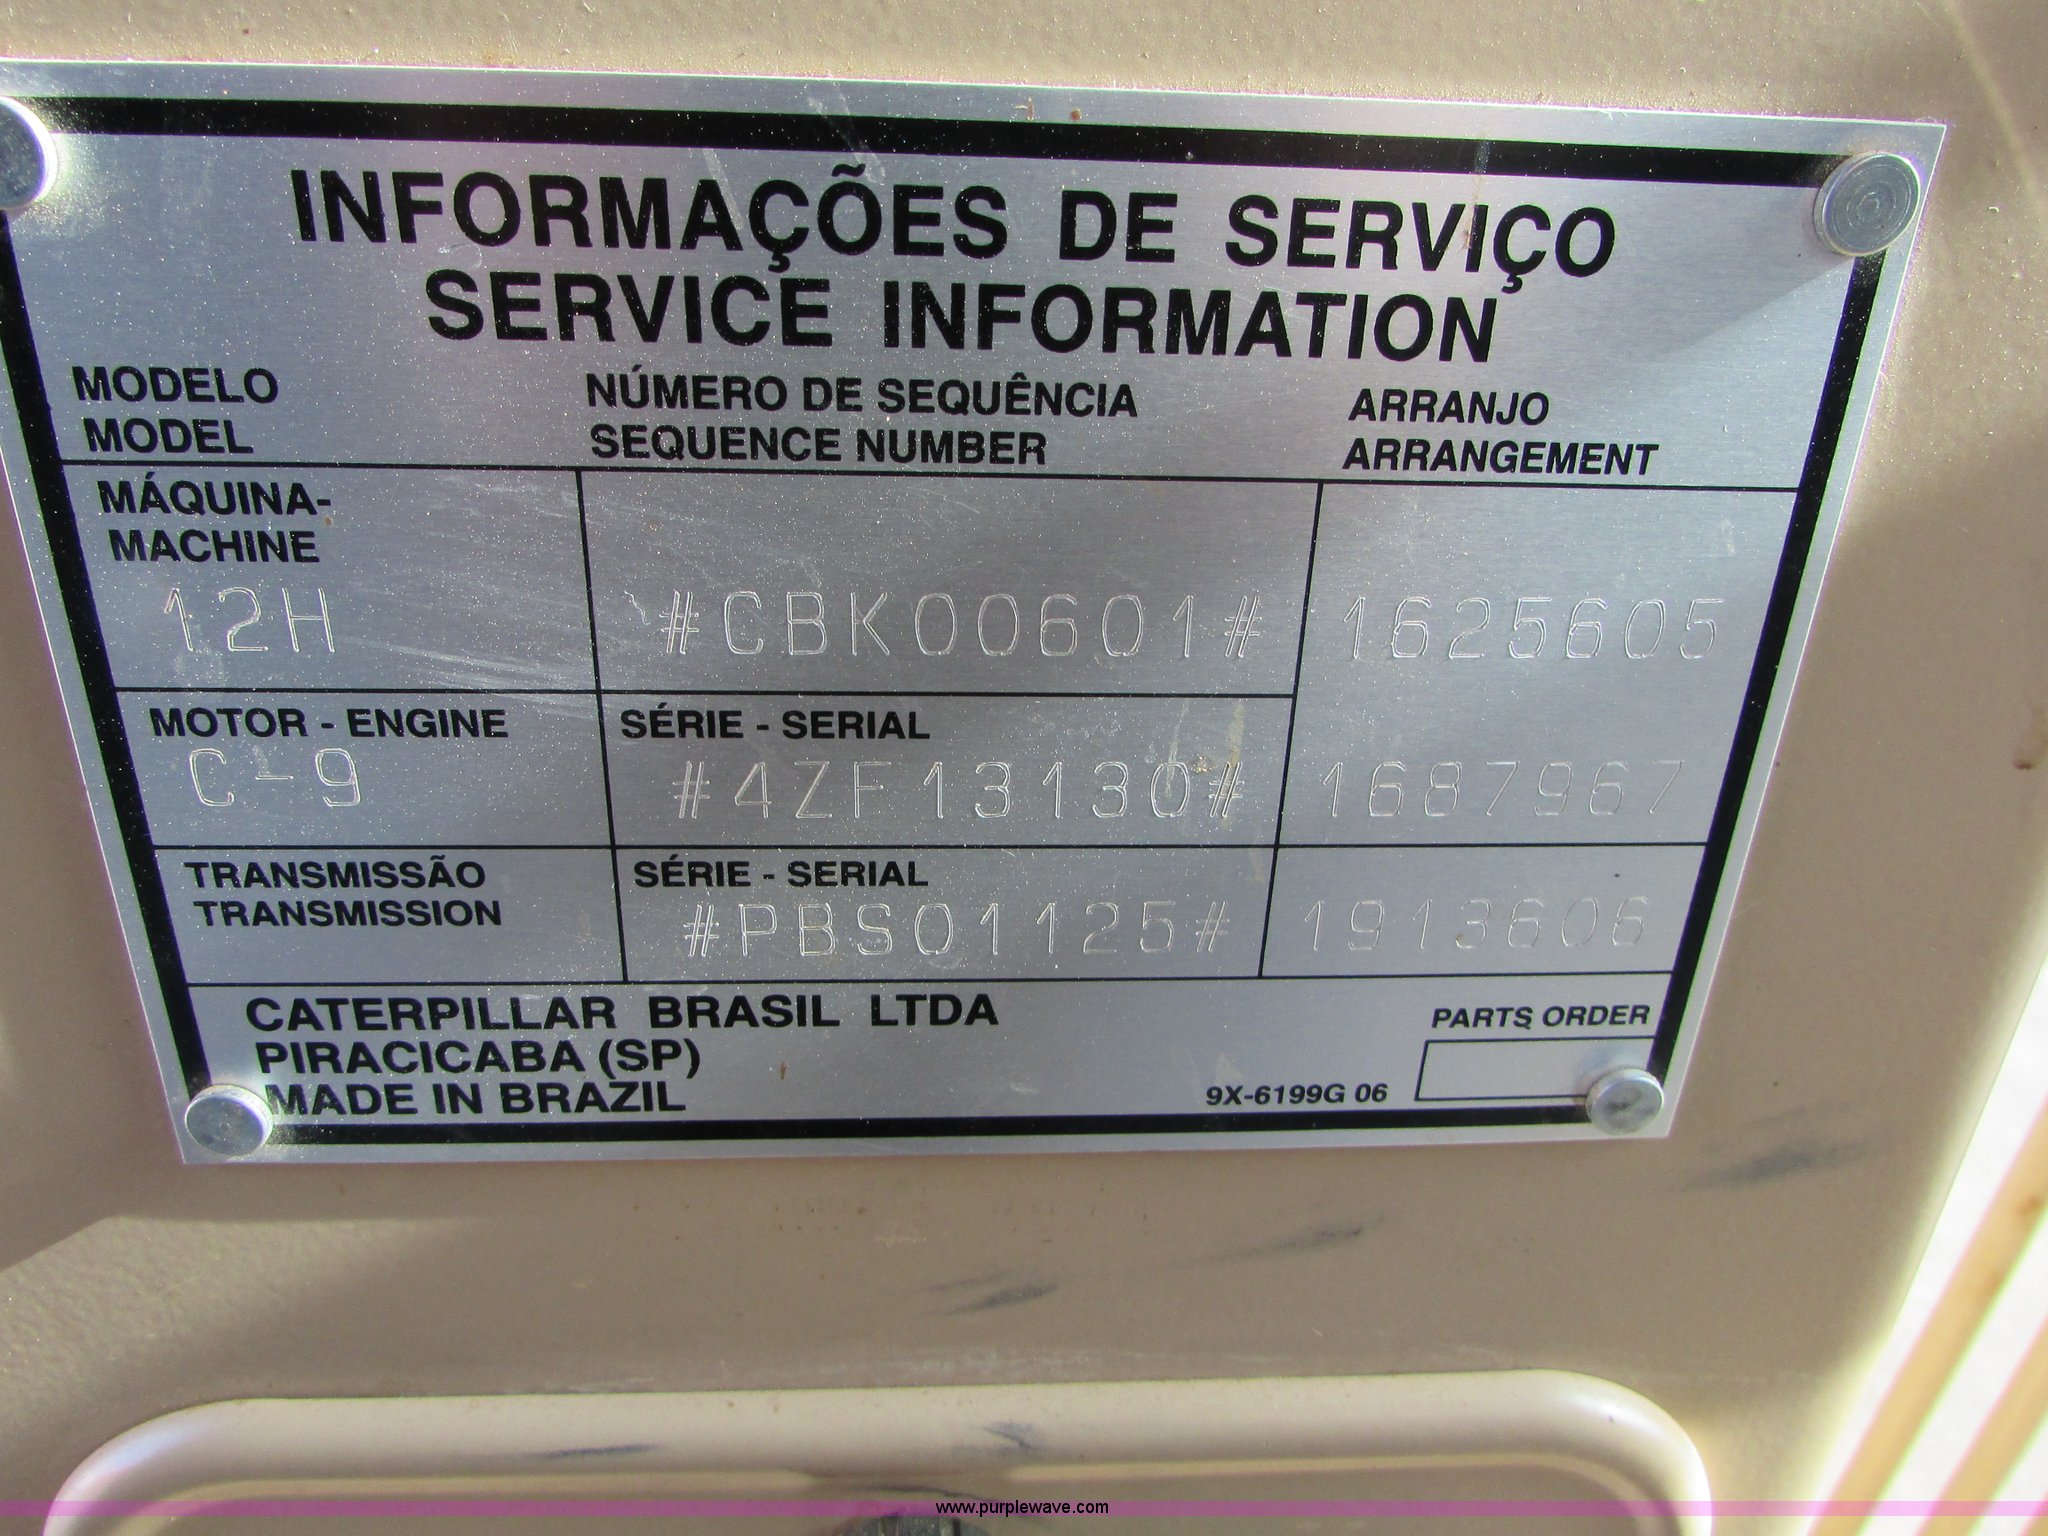 INFORMAÇÕES DE SERVIÇO
SERVICE INFORMATION
MODELO NÚMERO DE SEQUÊNCIA ARRANJO
MODEL SEQUENCE NUMBER ARRANGEMENT
MÁQUINA-
MACHINE
12H #CBK00601# 1625605
MOTOR - ENGINE SÉRIE - SERIAL
C-9 #4ZF13130# 1687967
TRANSMISSÃO SÉRIE - SERIAL
TRANSMISSION #PBS01125# 1913606
CATERPILLAR BRASIL LTDA PARTS ORDER
PIRACICABA (SP)
MADE IN BRAZIL 9X-6199G 06
www.purplewave.com